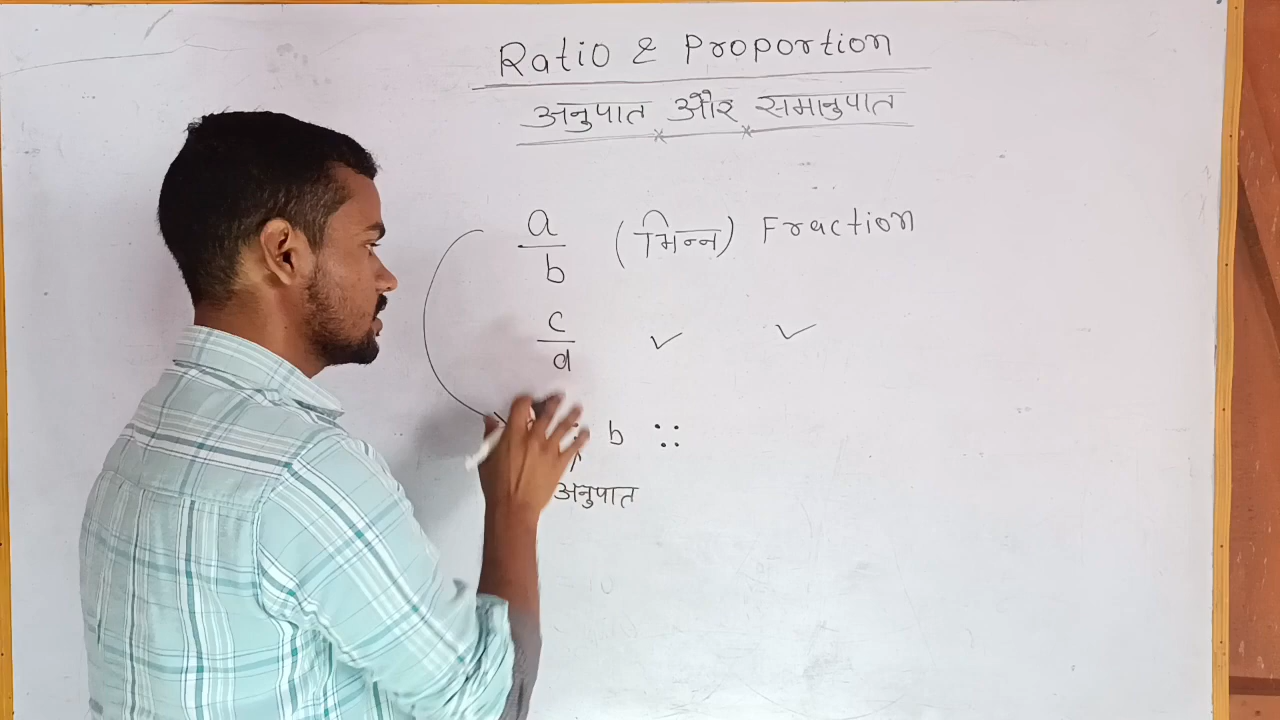 Ratio & Proportion
अनुपात और समानुपात
a/b (भिन्न) Fraction
c/d ✓ ✓
: b ::
अनुपात